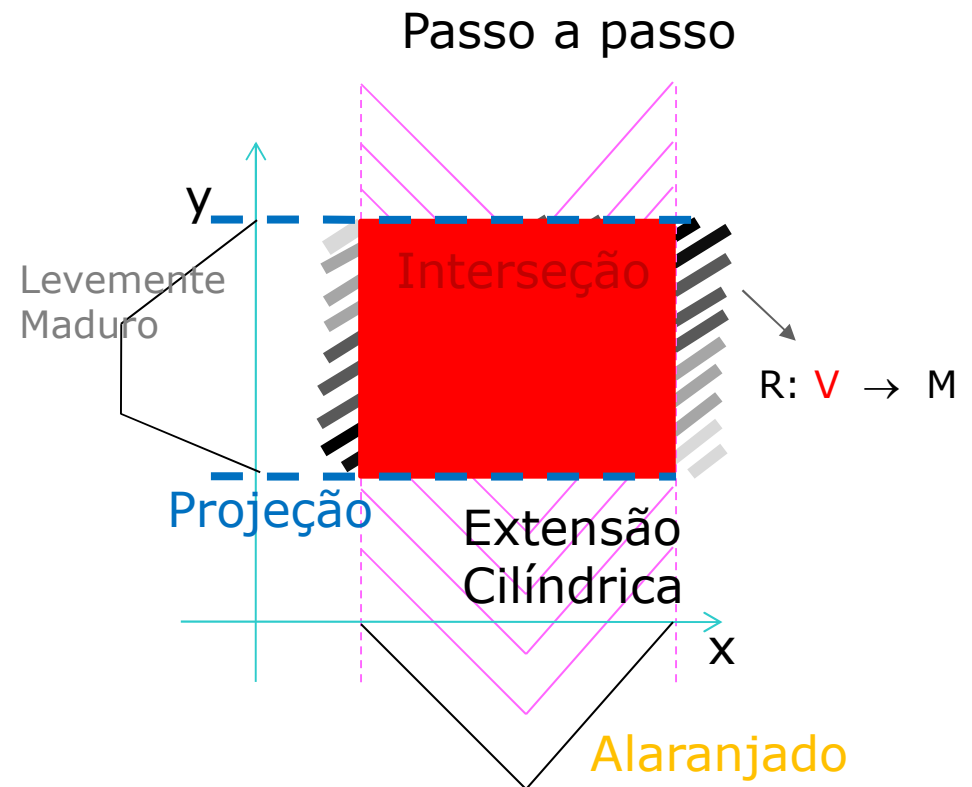 Passo a passo
y
Levemente
Maduro
Interseção
R: V → M
Projeção
Extensão
Cilíndrica
x
Alaranjado